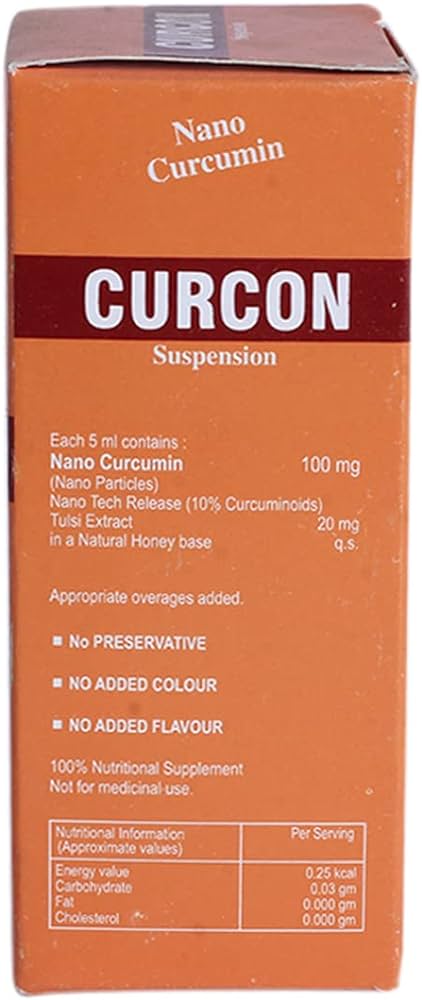 CURCON
Nano
Curcumin
CURCON
Suspension
Each 5 ml contains :
Nano Curcumin 100 mg
(Nano Particles)
Nano Tech Release (10% Curcuminoids)
Tulsi Extract 20 mg
in a Natural Honey base q.s.
Appropriate overages added.
■ No PRESERVATIVE
■ NO ADDED COLOUR
■ NO ADDED FLAVOUR
100% Nutritional Supplement
Not for medicinal use.
Nutritional Information Per Serving
(Approximate values)
Energy value 0.25 kcal
Carbohydrate 0.03 gm
Fat 0.000 gm
Cholesterol 0.000 gm